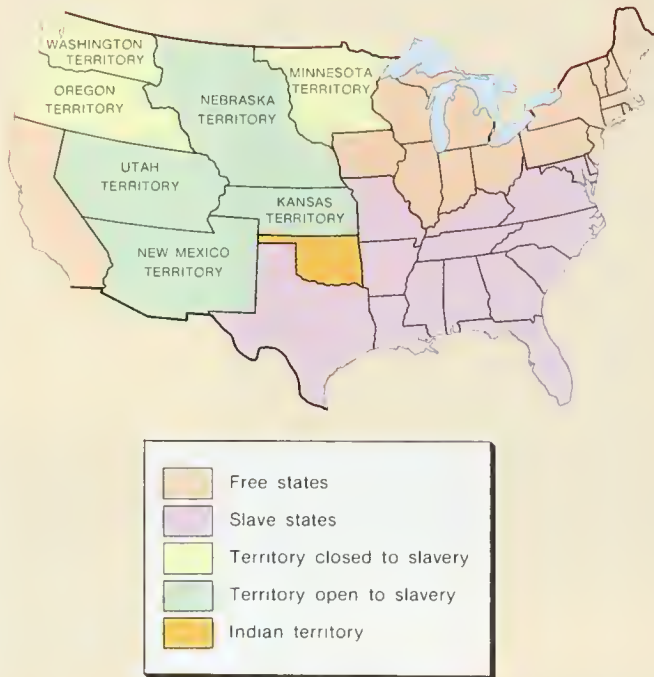 WASHINGTON
TERRITORY
OREGON
TERRITORY
NEBRASKA
TERRITORY
MINNESOTA
TERRITORY
UTAH
TERRITORY
KANSAS
TERRITORY
NEW MEXICO
TERRITORY
Free states
Slave states
Territory closed to slavery
Territory open to slavery
Indian territory